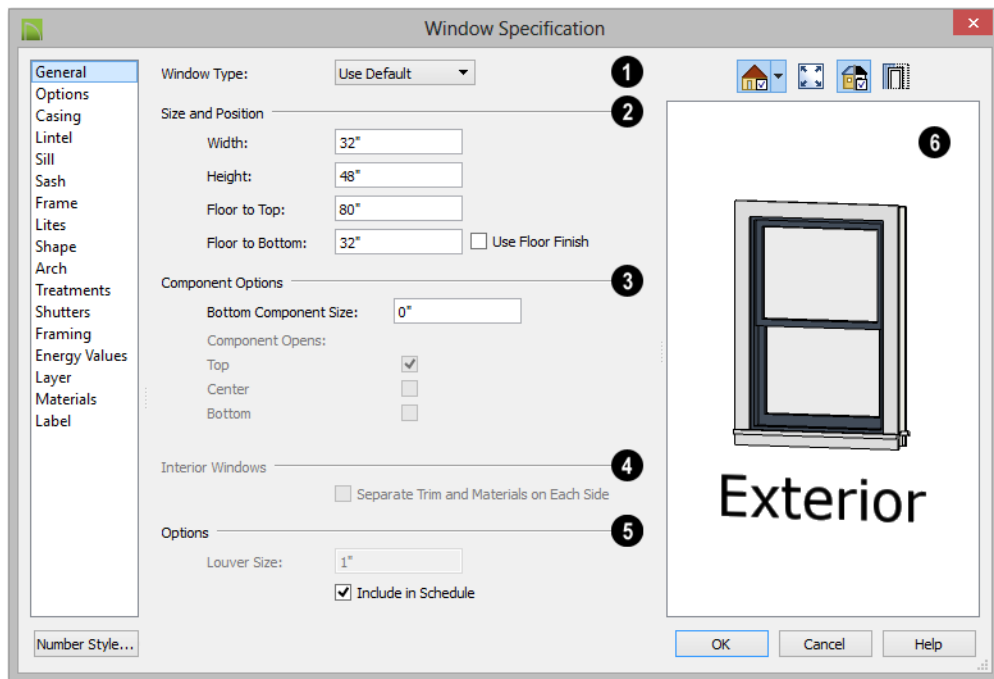 Window Specification
General
Options
Casing
Lintel
Sill
Sash
Frame
Lites
Shape
Arch
Treatments
Shutters
Framing
Energy Values
Layer
Materials
Label
Number Style...
Window Type: Use Default 1
Size and Position 2
Width: 32"
Height: 48"
Floor to Top: 80"
Floor to Bottom: 32" Use Floor Finish
Component Options 3
Bottom Component Size: 0"
Component Opens:
Top
Center
Bottom
Interior Windows 4
Separate Trim and Materials on Each Side
Options 5
Louver Size: 1"
Include in Schedule
6
Exterior
OK Cancel Help